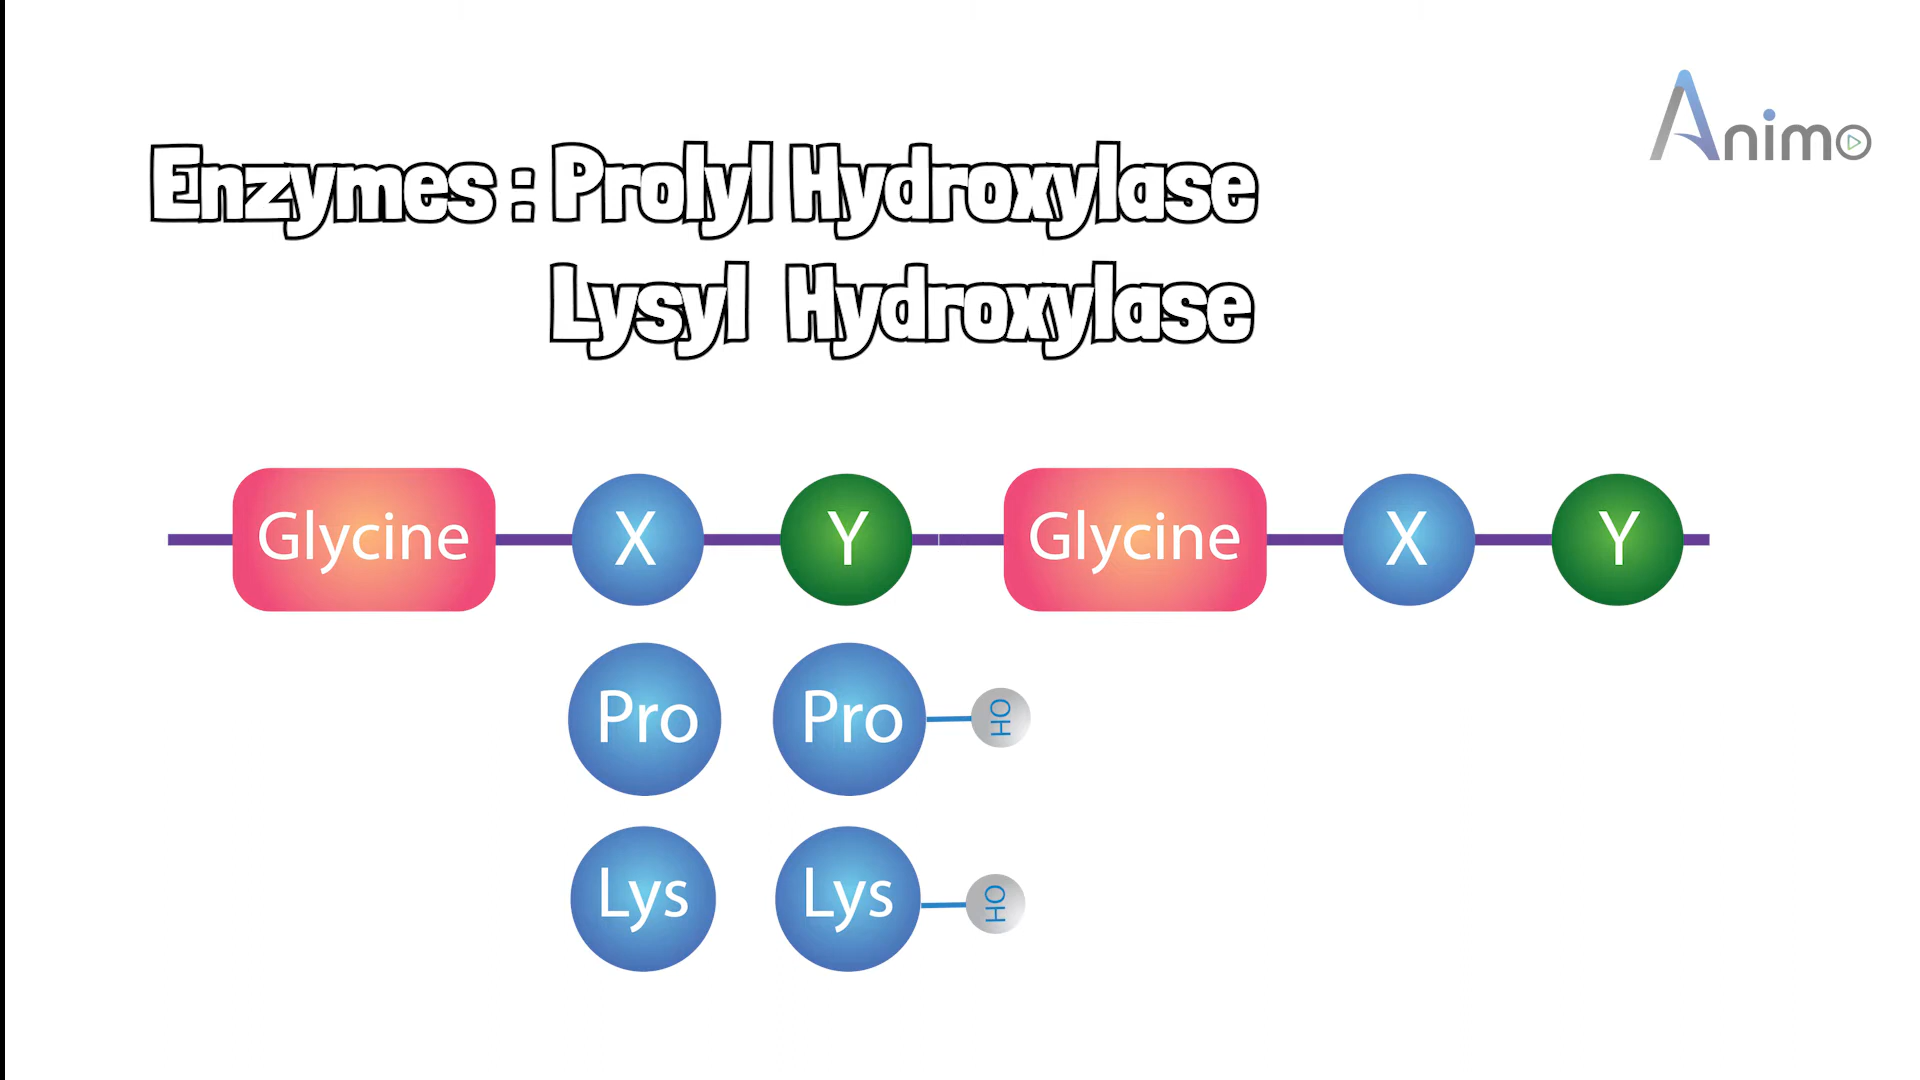 Animo
Enzymes : Prolyl Hydroxylase
Lysyl Hydroxylase
Glycine X Y Glycine X Y
Pro Pro OH
Lys Lys OH